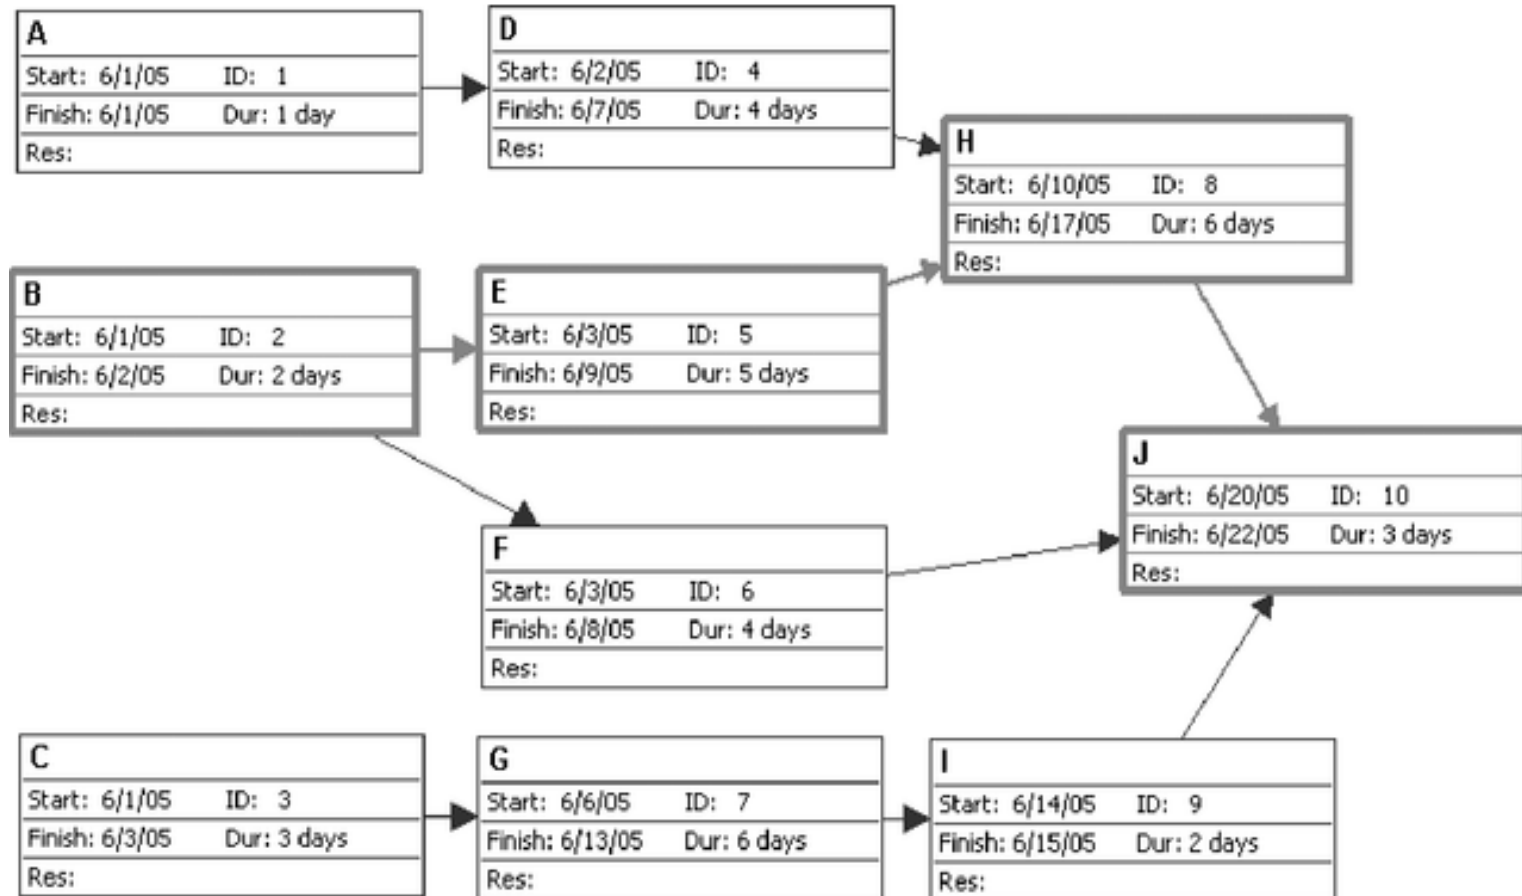 A
Start: 6/1/05 ID: 1
Finish: 6/1/05 Dur: 1 day
Res:
D
Start: 6/2/05 ID: 4
Finish: 6/7/05 Dur: 4 days
Res:
H
Start: 6/10/05 ID: 8
Finish: 6/17/05 Dur: 6 days
Res:
B
Start: 6/1/05 ID: 2
Finish: 6/2/05 Dur: 2 days
Res:
E
Start: 6/3/05 ID: 5
Finish: 6/9/05 Dur: 5 days
Res:
J
Start: 6/20/05 ID: 10
Finish: 6/22/05 Dur: 3 days
Res:
F
Start: 6/3/05 ID: 6
Finish: 6/8/05 Dur: 4 days
Res:
C
Start: 6/1/05 ID: 3
Finish: 6/3/05 Dur: 3 days
Res:
G
Start: 6/6/05 ID: 7
Finish: 6/13/05 Dur: 6 days
Res:
I
Start: 6/14/05 ID: 9
Finish: 6/15/05 Dur: 2 days
Res: